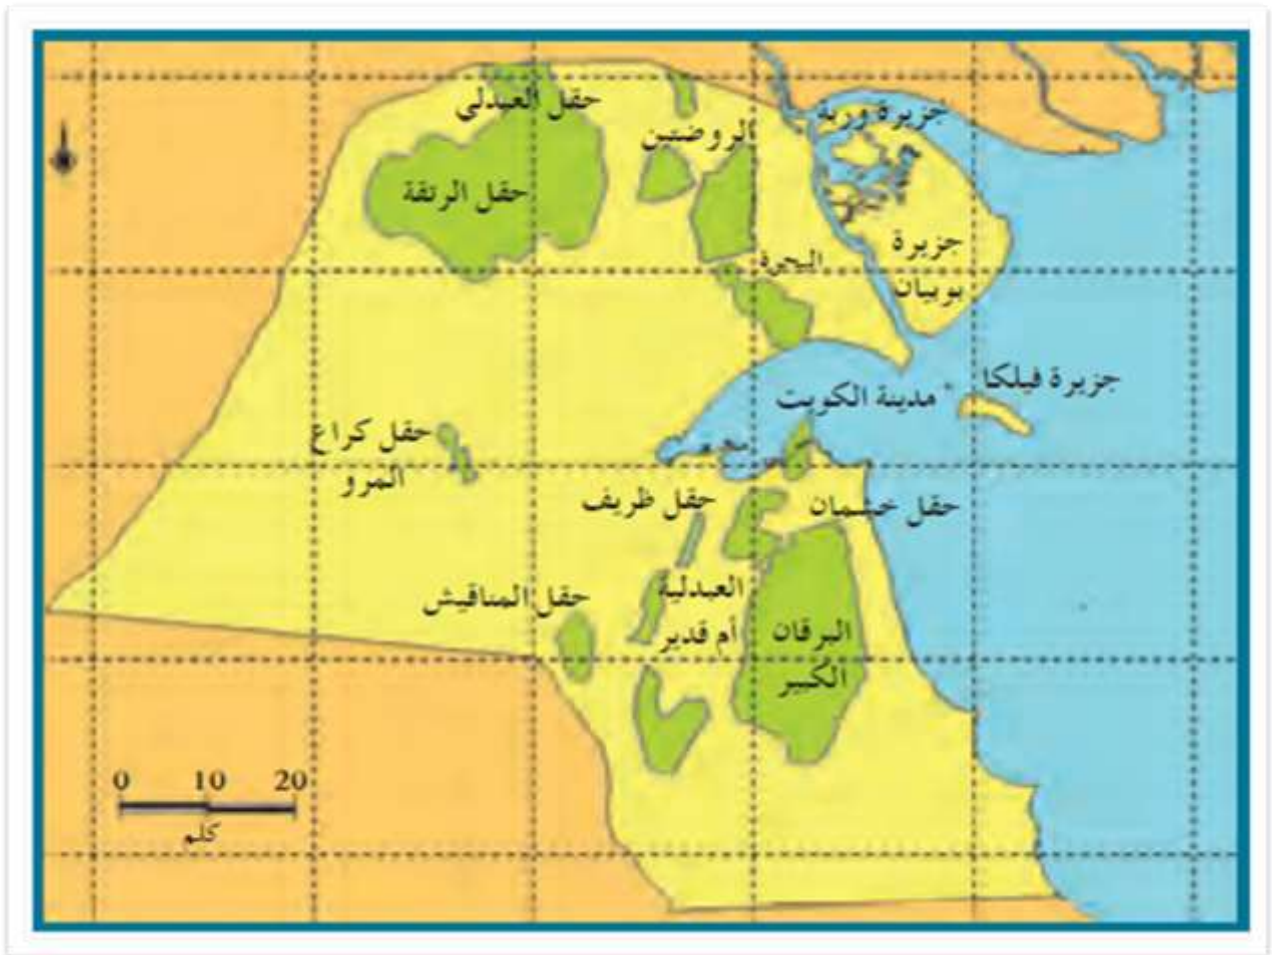 حقل العبدلي
جزيرة وربة
الروضتين
حقل الرتقة
جزيرة
بوبيان
البحرة
جزيرة فيلكا
مدينة الكويت
حقل كراع
المرو
حقل ظريف
حقل خشمان
العبدلية
حقل المناقيش
أم قدير
البرقان
الكبير
0 10 20
كلم